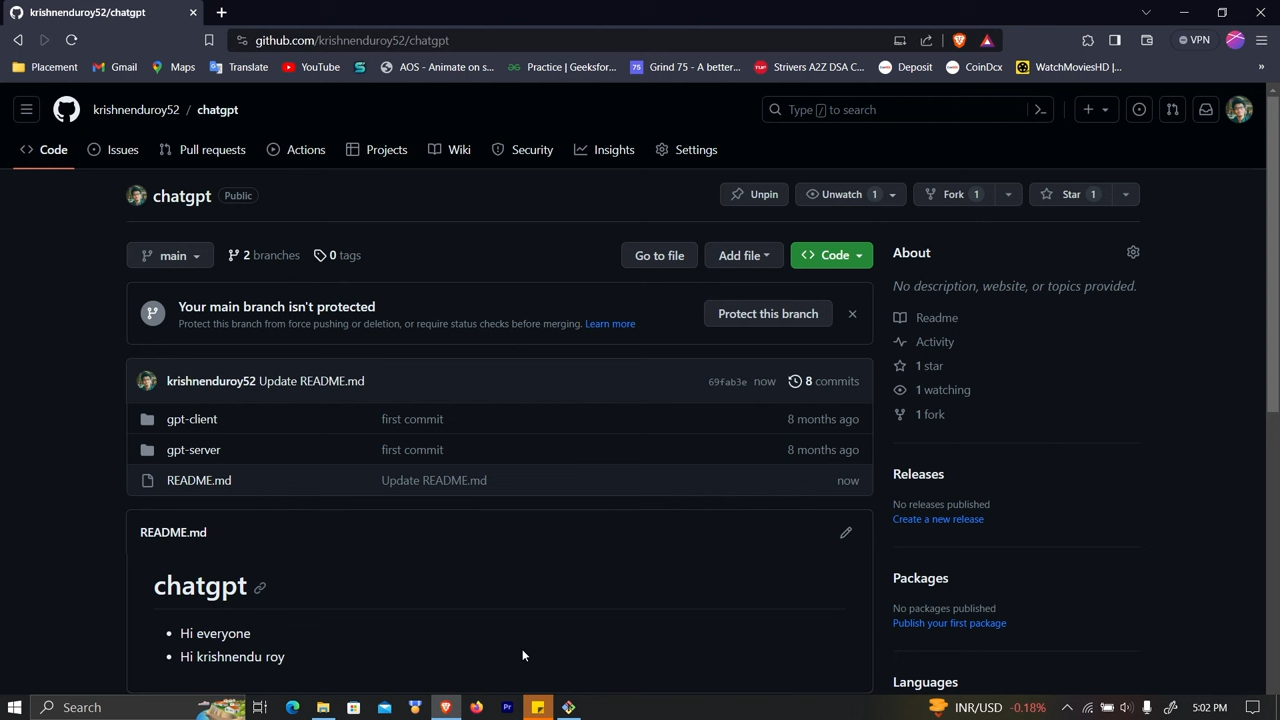 krishnenduroy52/chatgpt
github.com/krishnenduroy52/chatgpt
VPN
Placement Gmail Maps Translate YouTube AOS - Animate on s... Practice | Geeksfor... Grind 75 - A better... Strivers A2Z DSA C... Deposit CoinDcx WatchMoviesHD |... »
krishnenduroy52 / chatgpt
Type / to search
Code Issues Pull requests Actions Projects Wiki Security Insights Settings
chatgpt Public
Unpin Unwatch 1 Fork 1 Star 1
main 2 branches 0 tags
Go to file Add file Code
Your main branch isn't protected
Protect this branch from force pushing or deletion, or require status checks before merging. Learn more
Protect this branch
krishnenduroy52 Update README.md 69fab3e now 8 commits
gpt-client first commit 8 months ago
gpt-server first commit 8 months ago
README.md Update README.md now
README.md
chatgpt
• Hi everyone
• Hi krishnendu roy
About
No description, website, or topics provided.
Readme
Activity
1 star
1 watching
1 fork
Releases
No releases published
Create a new release
Packages
No packages published
Publish your first package
Languages
Search
Pr
INR/USD -0.18% 5:02 PM